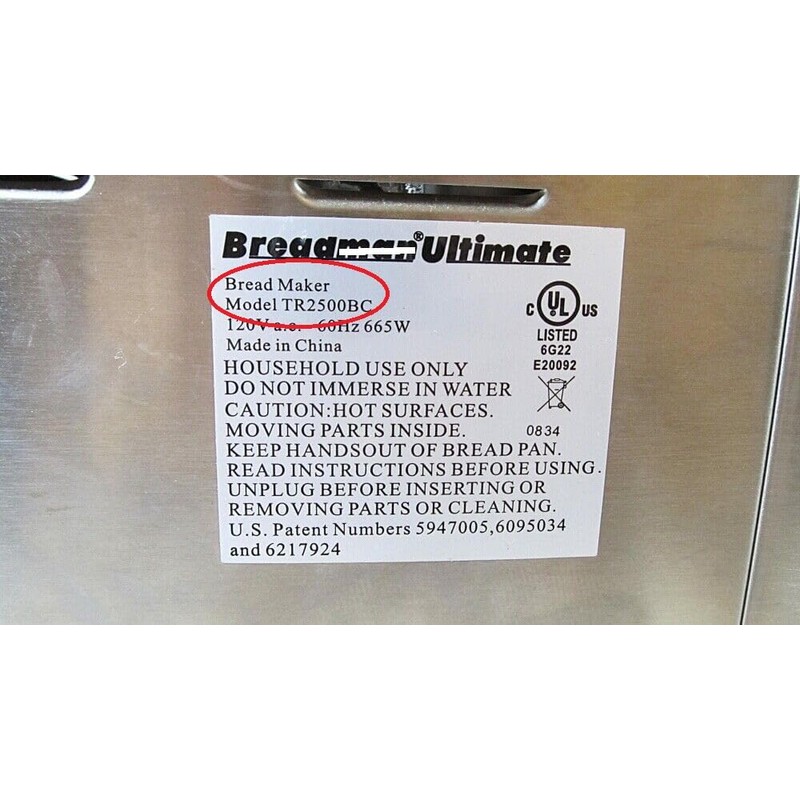 Breadman® Ultimate
Bread Maker
Model TR2500BC
120V a.c. 60Hz 665W
Made in China
HOUSEHOLD USE ONLY
DO NOT IMMERSE IN WATER
CAUTION:HOT SURFACES.
MOVING PARTS INSIDE.
KEEP HANDSOUT OF BREAD PAN.
READ INSTRUCTIONS BEFORE USING.
UNPLUG BEFORE INSERTING OR
REMOVING PARTS OR CLEANING.
U.S. Patent Numbers 5947005,6095034
and 6217924
C UL US
LISTED
6G22
E20092
0834